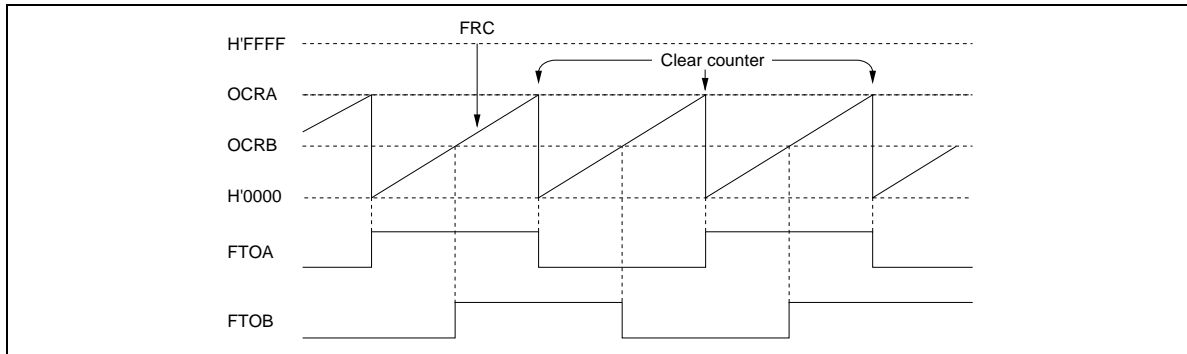 FRC
H'FFFF
Clear counter
OCRA
OCRB
H'0000
FTOA
FTOB